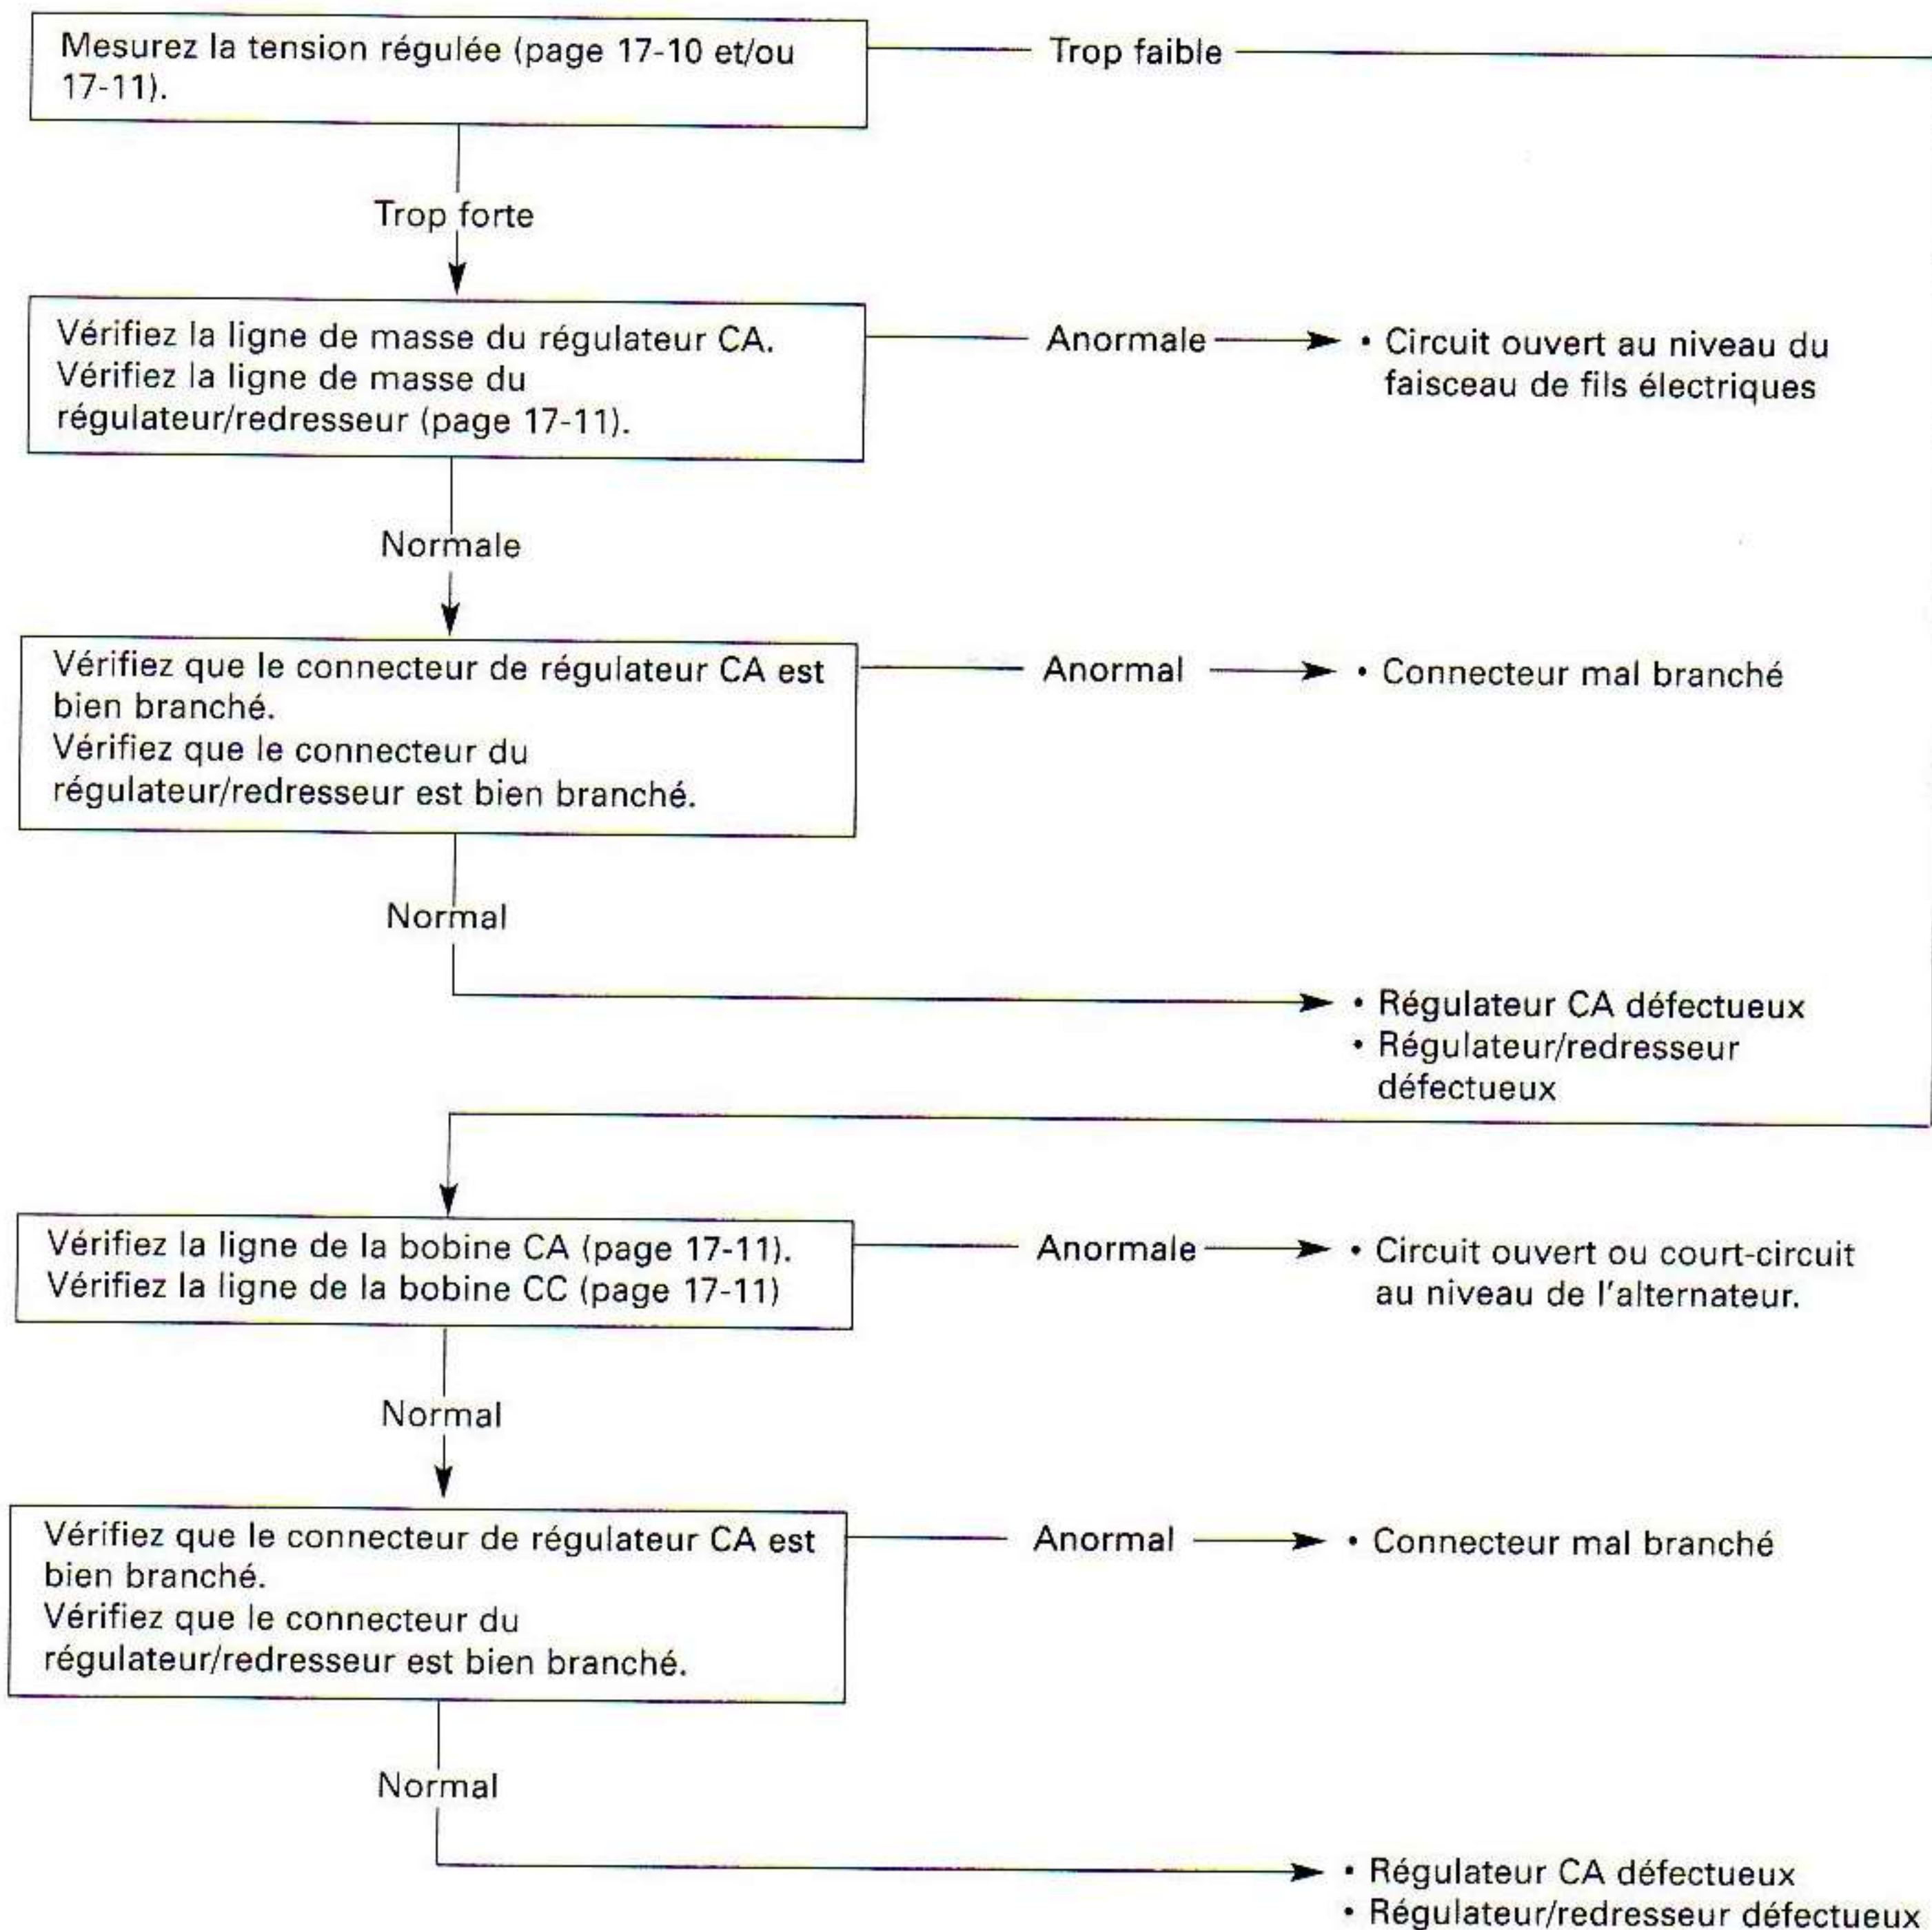 Mesurez la tension régulée (page 17-10 et/ou
17-11).
Trop faible
Trop forte
Vérifiez la ligne de masse du régulateur CA.
Vérifiez la ligne de masse du
régulateur/redresseur (page 17-11).
Anormale
• Circuit ouvert au niveau du
faisceau de fils électriques
Normale
Vérifiez que le connecteur de régulateur CA est
bien branché.
Vérifiez que le connecteur du
régulateur/redresseur est bien branché.
Anormal
• Connecteur mal branché
Normal
• Régulateur CA défectueux
• Régulateur/redresseur
défectueux
Vérifiez la ligne de la bobine CA (page 17-11).
Vérifiez la ligne de la bobine CC (page 17-11)
Anormale
• Circuit ouvert ou court-circuit
au niveau de l'alternateur.
Normal
Vérifiez que le connecteur de régulateur CA est
bien branché.
Vérifiez que le connecteur du
régulateur/redresseur est bien branché.
Anormal
• Connecteur mal branché
Normal
• Régulateur CA défectueux
• Régulateur/redresseur défectueux